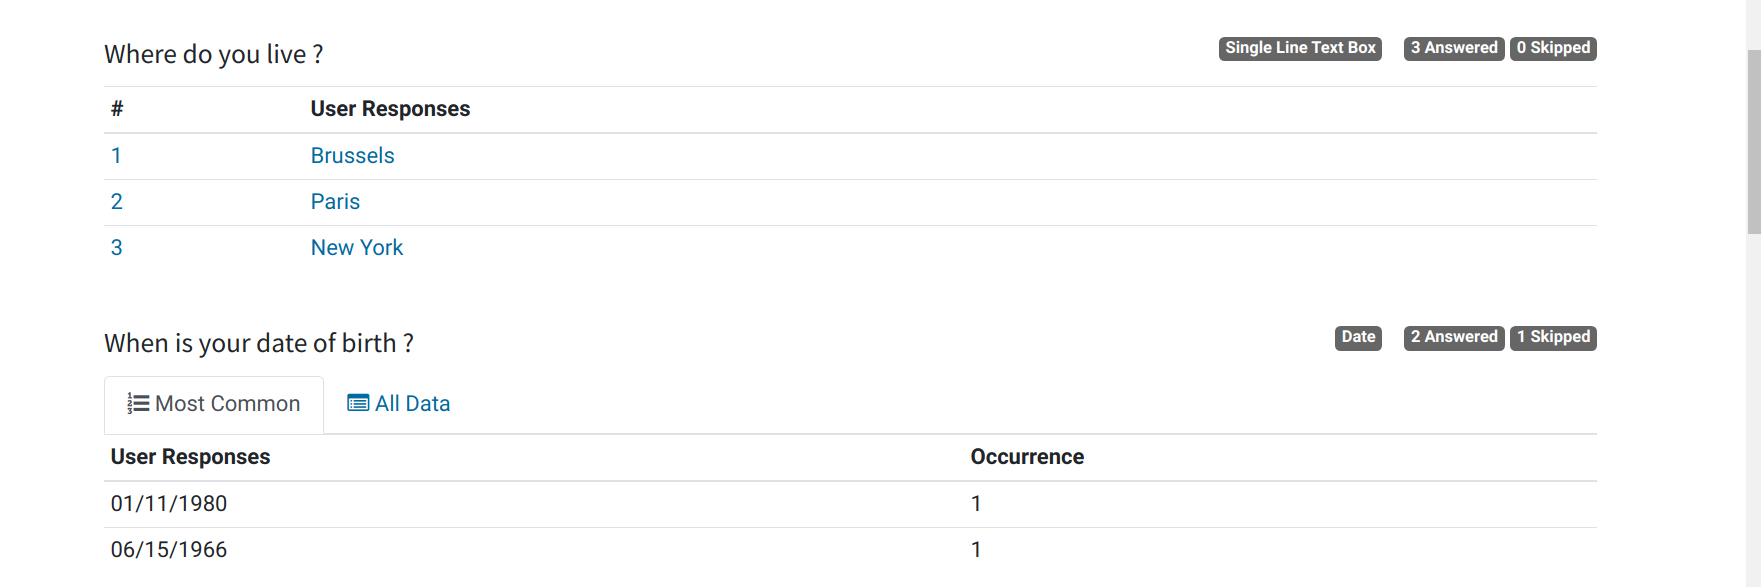 Where do you live ? Single Line Text Box 3 Answered 0 Skipped
# User Responses
1 Brussels
2 Paris
3 New York
When is your date of birth ? Date 2 Answered 1 Skipped
Most Common All Data
User Responses Occurrence
01/11/1980 1
06/15/1966 1